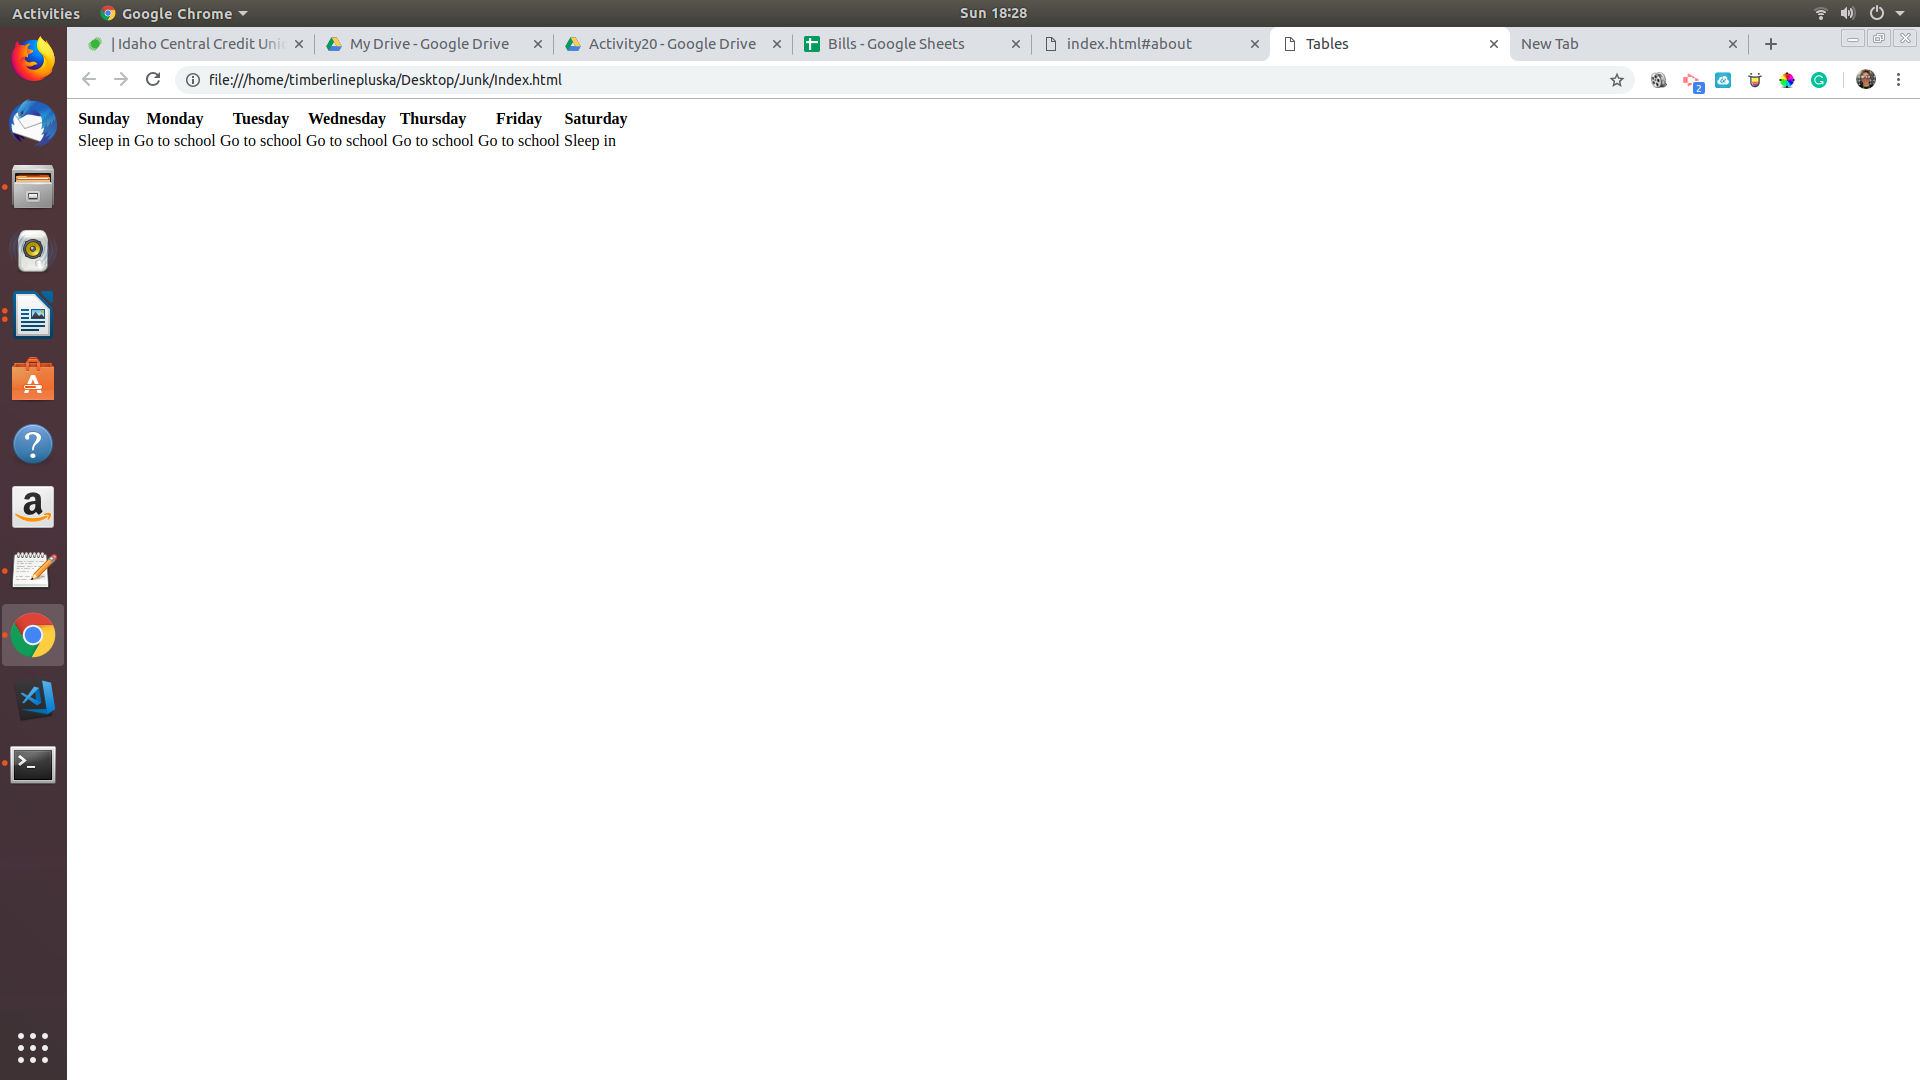 Activities Google Chrome Sun 18:28
| Idaho Central Credit Uni My Drive - Google Drive Activity20 - Google Drive Bills - Google Sheets index.html#about Tables New Tab
file:///home/timberlinepluska/Desktop/Junk/Index.html 2
Sunday Monday Tuesday Wednesday Thursday Friday Saturday
Sleep in Go to school Go to school Go to school Go to school Go to school Sleep in